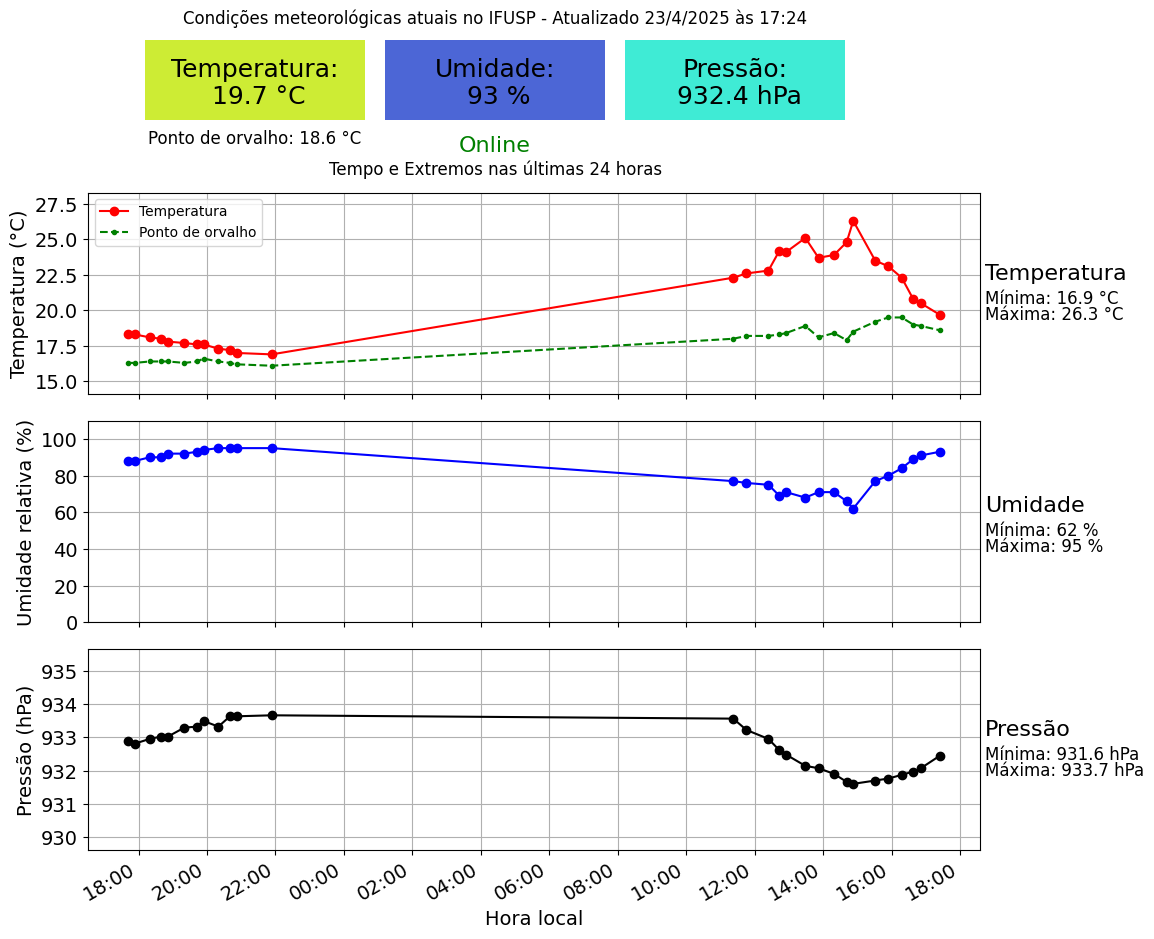 Condições meteorológicas atuais no IFUSP - Atualizado 23/4/2025 às 17:24
Temperatura:
19.7 °C
Umidade:
93 %
Pressão:
932.4 hPa
Ponto de orvalho: 18.6 °C
Online
Tempo e Extremos nas últimas 24 horas
Temperatura (°C)
27.5
25.0
22.5
20.0
17.5
15.0
Temperatura
Ponto de orvalho
Temperatura
Mínima: 16.9 °C
Máxima: 26.3 °C
Umidade relativa (%)
100
80
60
40
20
0
Umidade
Mínima: 62 %
Máxima: 95 %
Pressão (hPa)
935
934
933
932
931
930
Pressão
Mínima: 931.6 hPa
Máxima: 933.7 hPa
18:00
20:00
22:00
00:00
02:00
04:00
06:00
08:00
10:00
12:00
14:00
16:00
18:00
Hora local